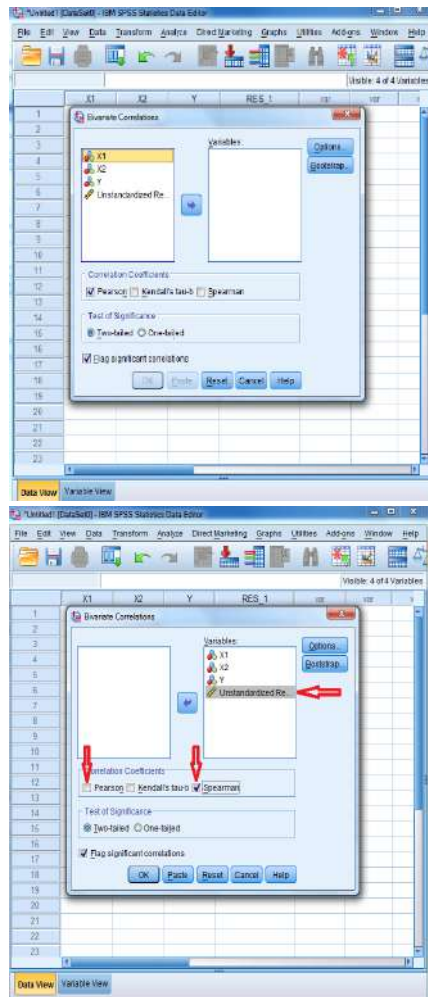 *Untitled1 [DataSet0] - IBM SPSS Statistics Data Editor
File Edit View Data Transform Analyze Direct Marketing Graphs Utilities Add-ons Window Help
Visible: 4 of 4 Variables
X1 X2 Y RES_1 var var
Bivariate Correlations
Variables:
X1
X2
Y
Unstandardized Re...
Options...
Bootstrap...
Correlation Coefficients
Pearson Kendall's tau-b Spearman
Test of Significance
Two-tailed One-tailed
Flag significant correlations
OK Paste Reset Cancel Help
1
2
3
4
5
6
7
8
9
10
11
12
13
14
15
16
17
18
19
20
21
22
23
Data View Variable View
*Untitled1 [DataSet0] - IBM SPSS Statistics Data Editor
File Edit View Data Transform Analyze Direct Marketing Graphs Utilities Add-ons Window Help
Visible: 4 of 4 Variables
X1 X2 Y RES_1 var var
Bivariate Correlations
Variables:
X1
X2
Y
Unstandardized Re...
Options...
Bootstrap...
Correlation Coefficients
Pearson Kendall's tau-b Spearman
Test of Significance
Two-tailed One-tailed
Flag significant correlations
OK Paste Reset Cancel Help
1
2
3
4
5
6
7
8
9
10
11
12
13
14
15
16
17
18
19
20
21
22
23
Data View Variable View